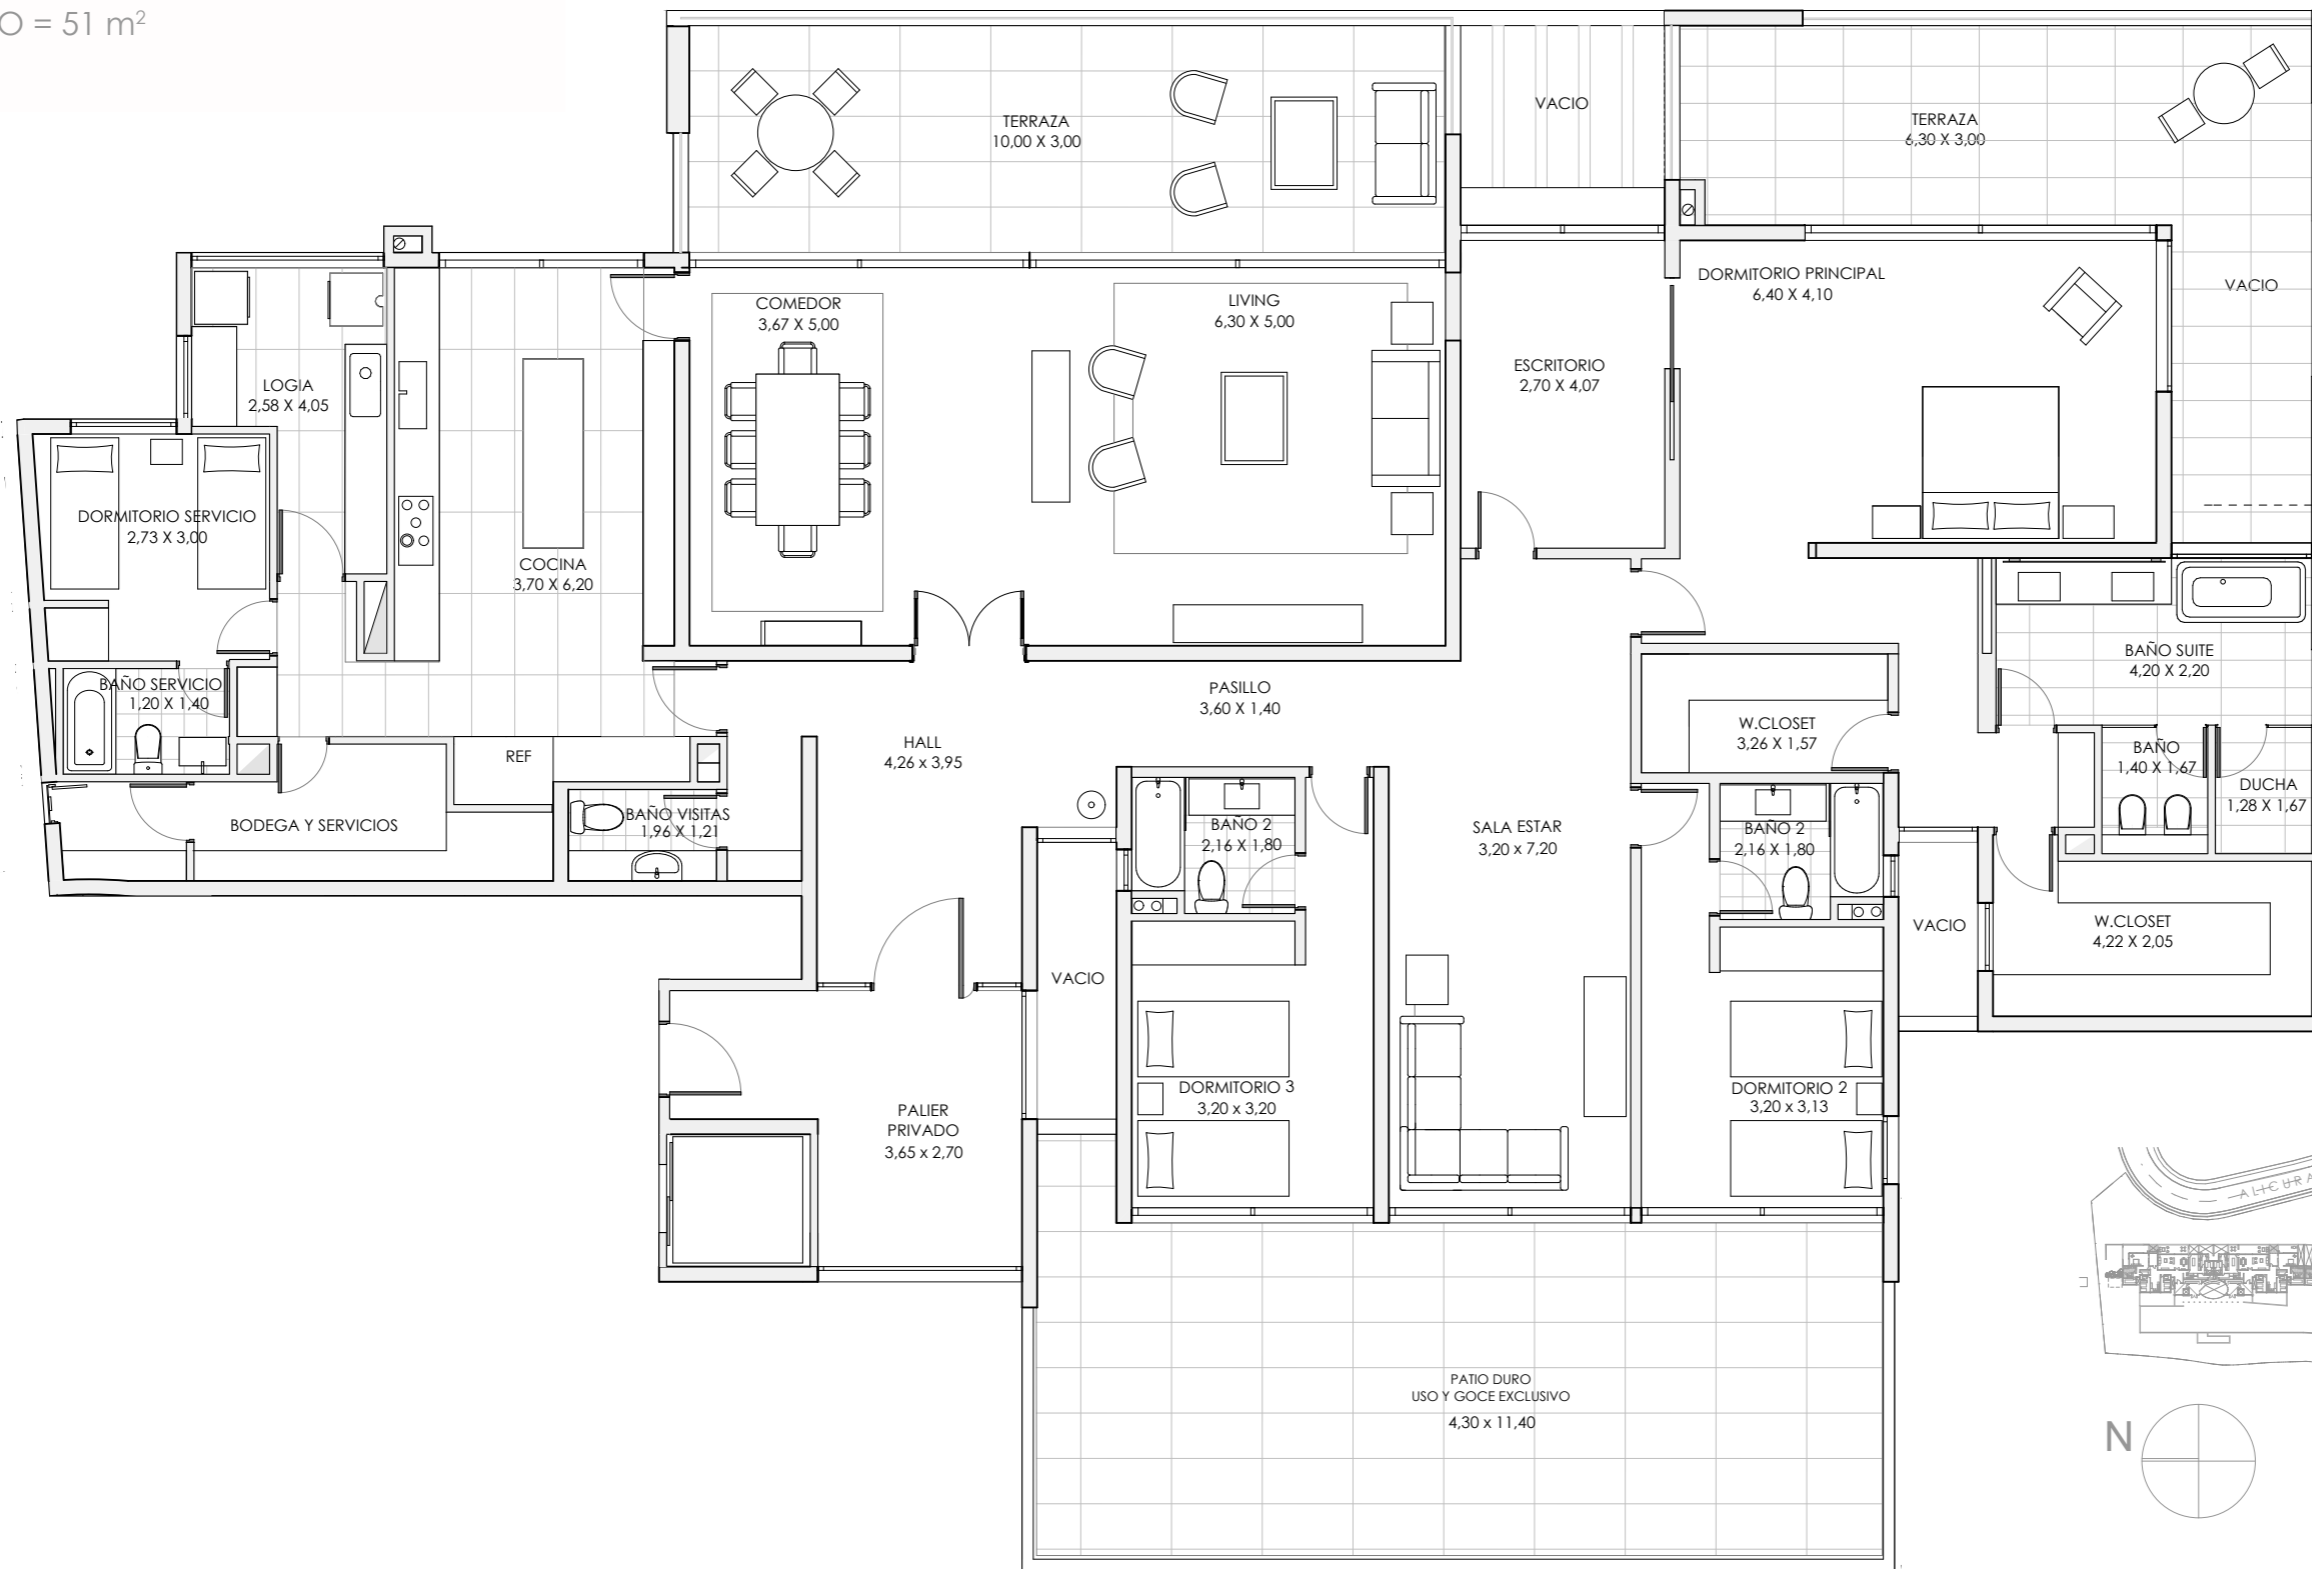 O = 51 m²
TERRAZA
10,00 X 3,00
VACIO
TERRAZA
6,30 X 3,00
COMEDOR
3,67 X 5,00
LIVING
6,30 X 5,00
DORMITORIO PRINCIPAL
6,40 X 4,10
VACIO
LOGIA
2,58 X 4,05
ESCRITORIO
2,70 X 4,07
DORMITORIO SERVICIO
2,73 X 3,00
COCINA
3,70 X 6,20
BAÑO SERVICIO
1,20 X 1,40
PASILLO
3,60 X 1,40
BAÑO SUITE
4,20 X 2,20
W.CLOSET
3,26 X 1,57
REF
HALL
4,26 x 3,95
BAÑO
1,40 X 1,67
DUCHA
1,28 X 1,67
BODEGA Y SERVICIOS
BAÑO VISITAS
1,96 X 1,21
BAÑO 2
2,16 X 1,80
SALA ESTAR
3,20 x 7,20
BAÑO 2
2,16 X 1,80
VACIO
W.CLOSET
4,22 X 2,05
VACIO
DORMITORIO 3
3,20 x 3,20
DORMITORIO 2
3,20 x 3,13
PALIER
PRIVADO
3,65 x 2,70
ALICURA
PATIO DURO
USO Y GOCE EXCLUSIVO
4,30 x 11,40
N